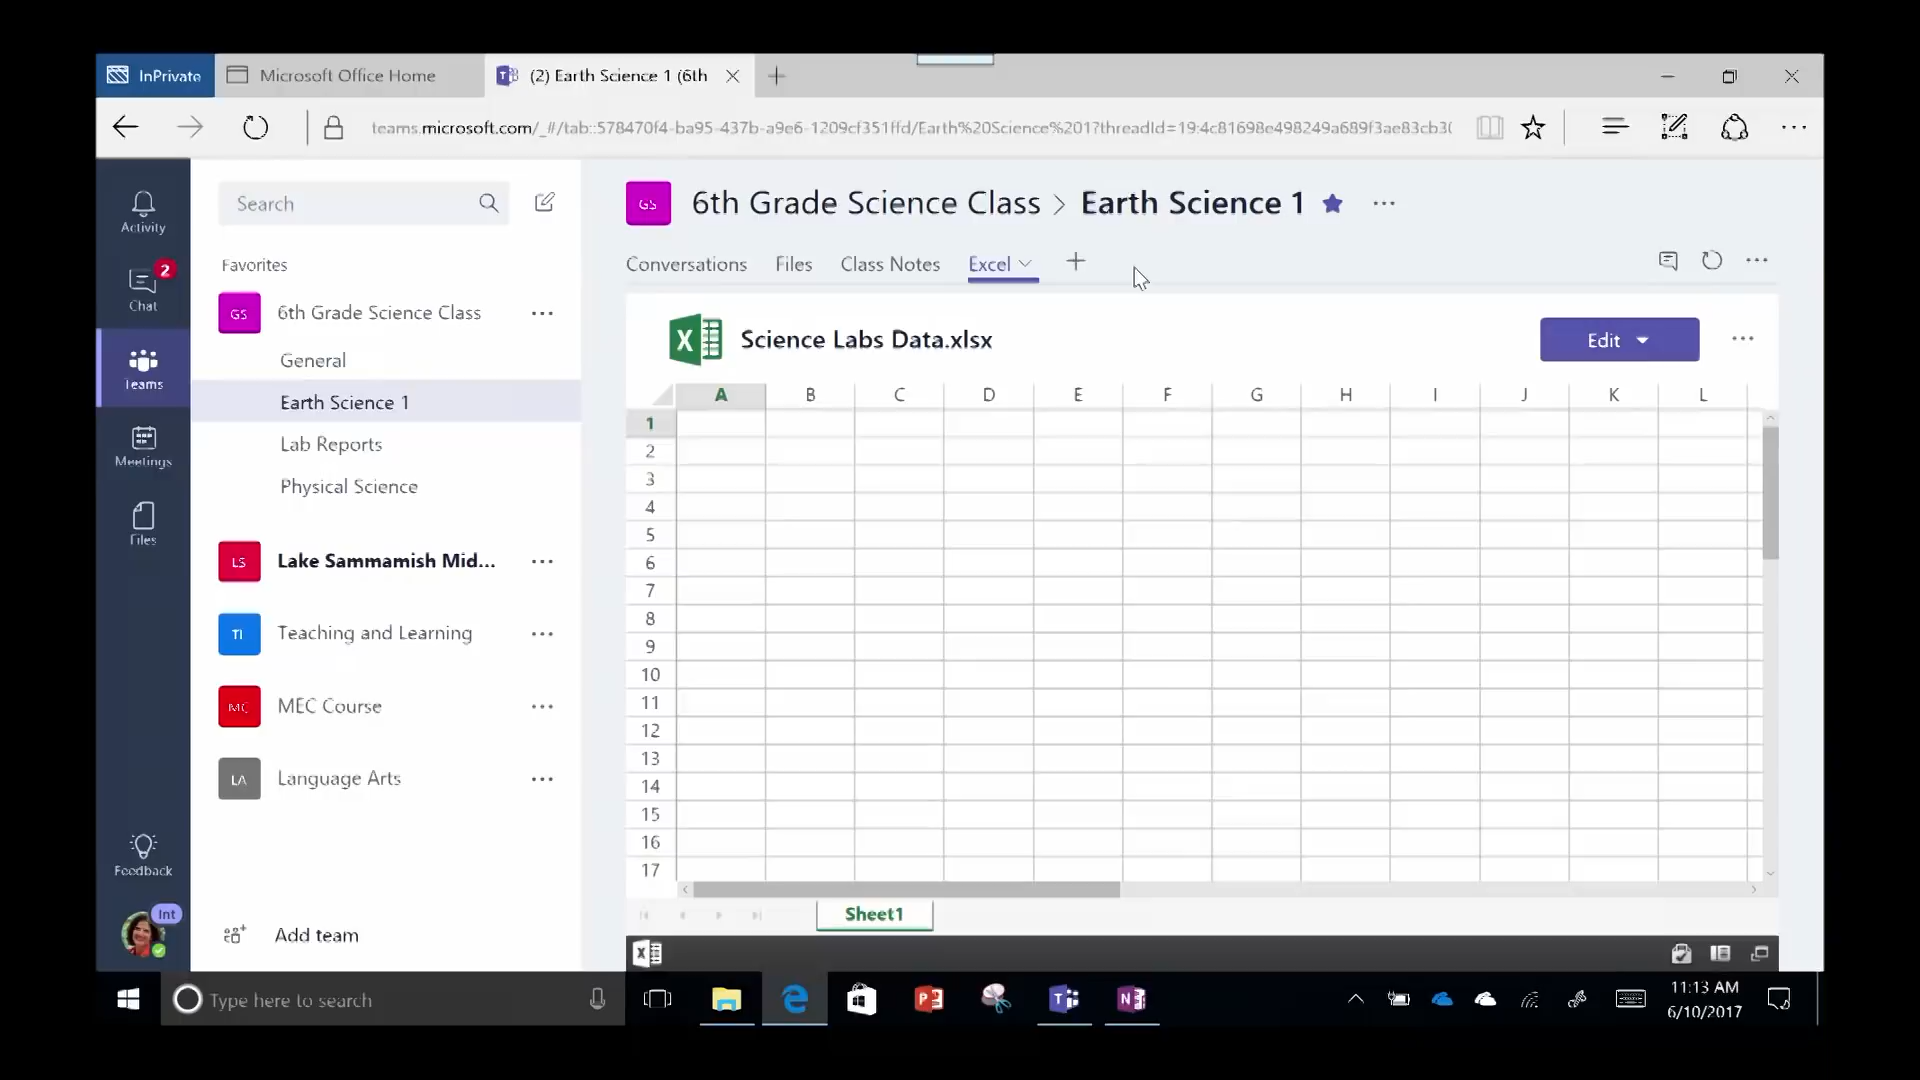 InPrivate
Microsoft Office Home
(2) Earth Science 1 (6th
teams.microsoft.com/_#/tab::578470f4-ba95-437b-a9e6-1209cf351ffd/Earth%20Science%201?threadId=19:4c81698e498249a689f3ae83cb3(
Activity
2
Chat
Teams
Meetings
Files
Feedback
Int
Search
Favorites
GS
6th Grade Science Class
General
Earth Science 1
Lab Reports
Physical Science
LS
Lake Sammamish Mid...
Teaching and Learning
MC
MEC Course
LA
Language Arts
Add team
GS
6th Grade Science Class > Earth Science 1
Conversations
Files
Class Notes
Excel
Science Labs Data.xlsx
Edit
A B C D E F G H I J K L
1
2
3
4
5
6
7
8
9
10
11
12
13
14
15
16
17
Sheet1
Type here to search
11:13 AM
6/10/2017